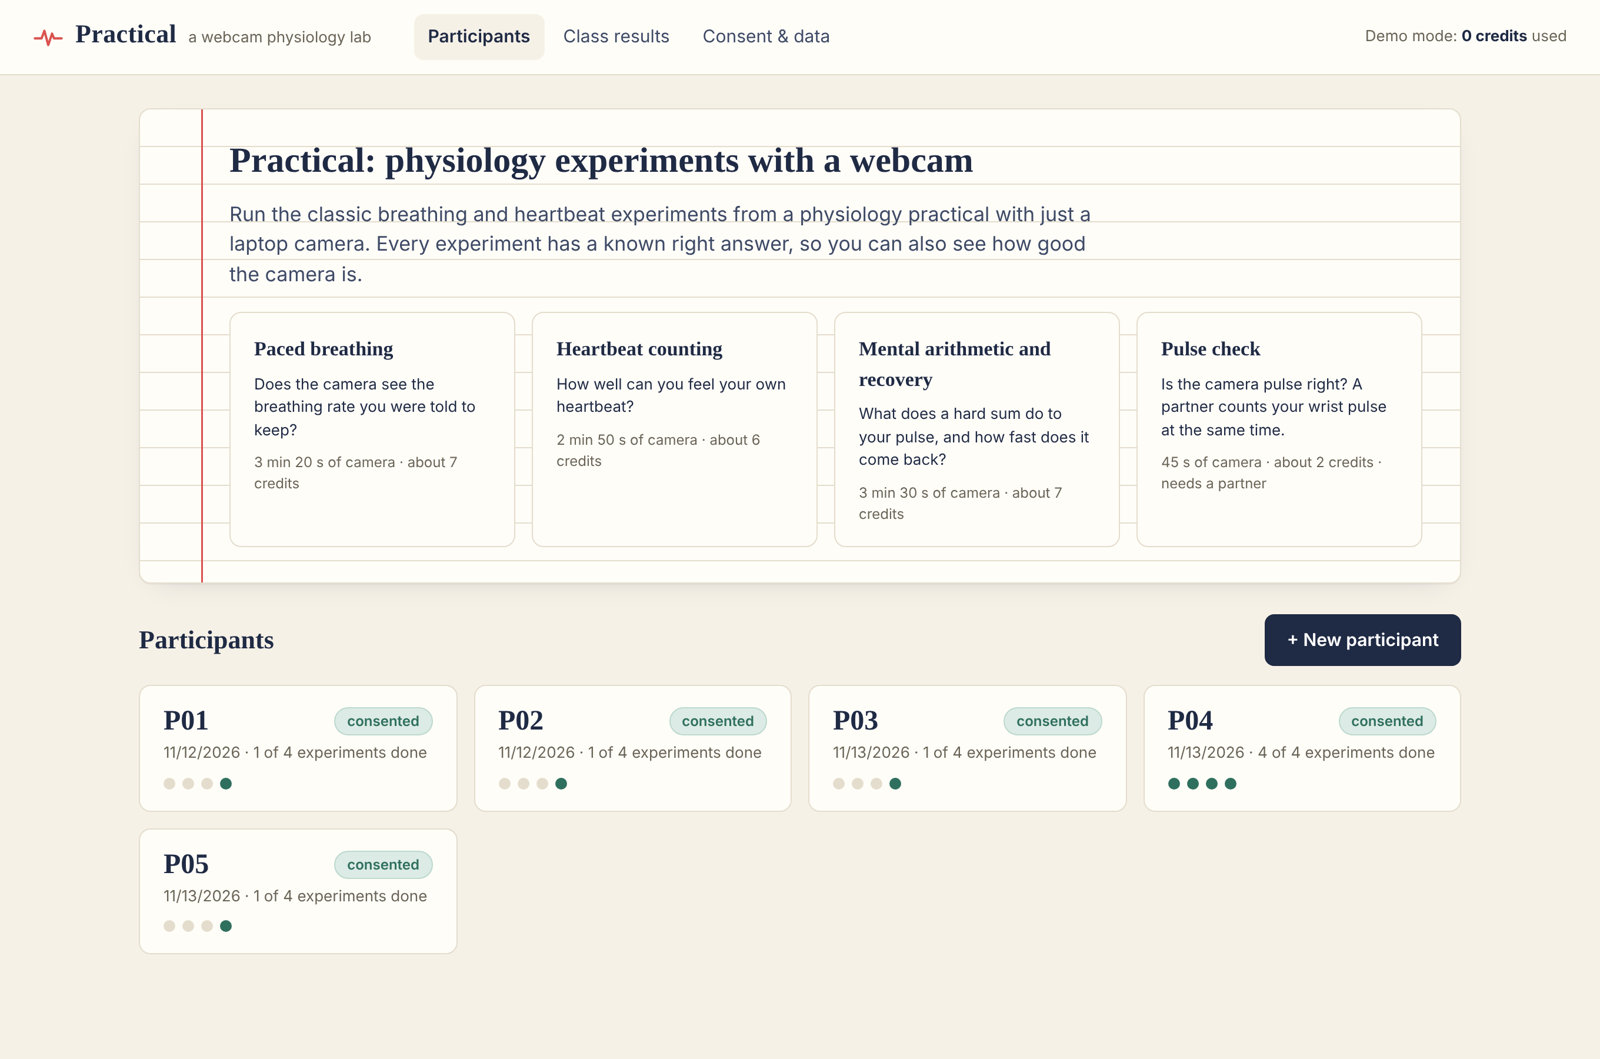 Practical a webcam physiology lab Participants Class results Consent & data Demo mode: 0 credits used
Practical: physiology experiments with a webcam
Run the classic breathing and heartbeat experiments from a physiology practical with just a
laptop camera. Every experiment has a known right answer, so you can also see how good
the camera is.
Paced breathing
Does the camera see the
breathing rate you were told to
keep?
3 min 20 s of camera · about 7
credits
Heartbeat counting
How well can you feel your own
heartbeat?
2 min 50 s of camera · about 6
credits
Mental arithmetic and
recovery
What does a hard sum do to
your pulse, and how fast does it
come back?
3 min 30 s of camera · about 7
credits
Pulse check
Is the camera pulse right? A
partner counts your wrist pulse
at the same time.
45 s of camera · about 2 credits ·
needs a partner
Participants
+ New participant
P01 consented
11/12/2026 · 1 of 4 experiments done
P02 consented
11/12/2026 · 1 of 4 experiments done
P03 consented
11/13/2026 · 1 of 4 experiments done
P04 consented
11/13/2026 · 4 of 4 experiments done
P05 consented
11/13/2026 · 1 of 4 experiments done